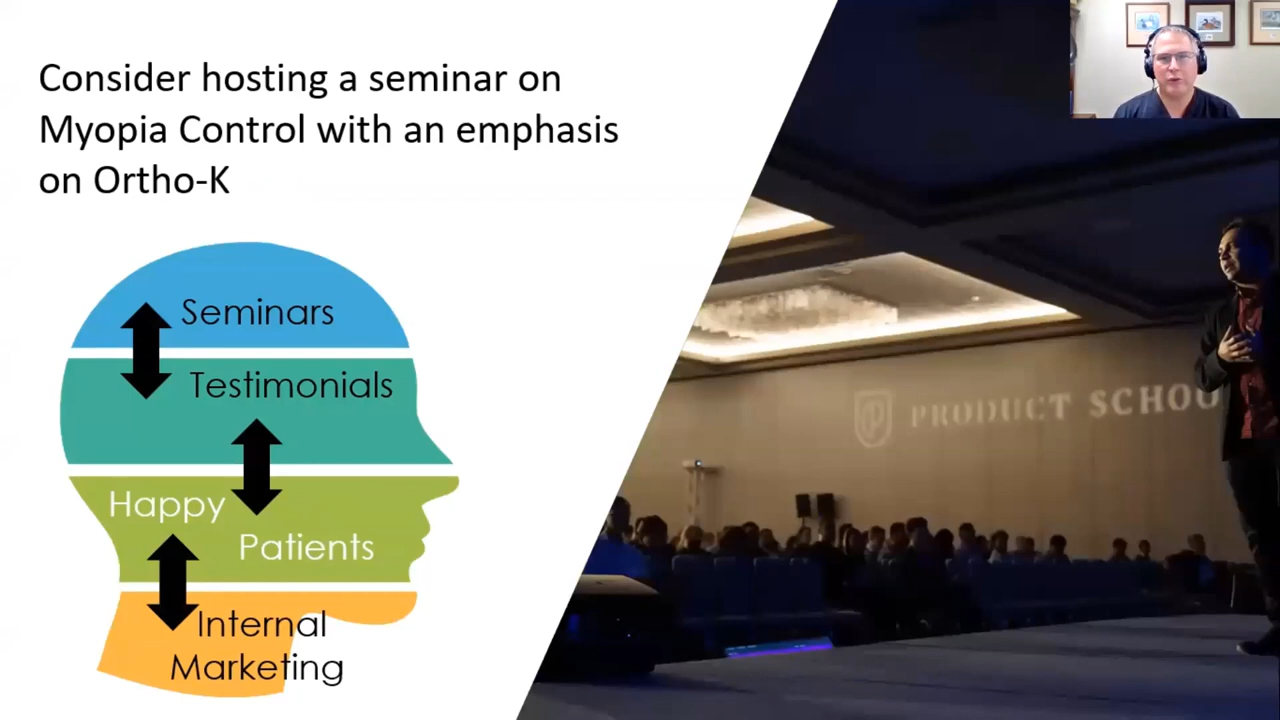 Consider hosting a seminar on
Myopia Control with an emphasis
on Ortho-K
Seminars
Testimonials
Happy
Patients
Internal
Marketing
PRODUCT SCHOO